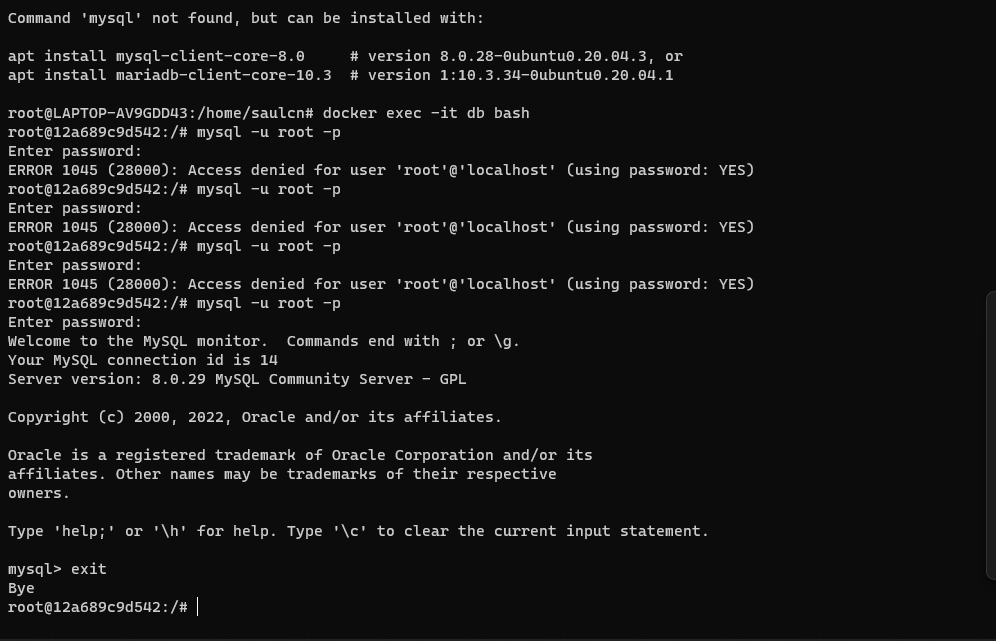 Command 'mysql' not found, but can be installed with:
apt install mysql-client-core-8.0     # version 8.0.28-0ubuntu0.20.04.3, or
apt install mariadb-client-core-10.3  # version 1:10.3.34-0ubuntu0.20.04.1
root@LAPTOP-AV9GDD43:/home/saulcn# docker exec -it db bash
root@12a689c9d542:/# mysql -u root -p
Enter password:
ERROR 1045 (28000): Access denied for user 'root'@'localhost' (using password: YES)
root@12a689c9d542:/# mysql -u root -p
Enter password:
ERROR 1045 (28000): Access denied for user 'root'@'localhost' (using password: YES)
root@12a689c9d542:/# mysql -u root -p
Enter password:
ERROR 1045 (28000): Access denied for user 'root'@'localhost' (using password: YES)
root@12a689c9d542:/# mysql -u root -p
Enter password:
Welcome to the MySQL monitor.  Commands end with ; or \g.
Your MySQL connection id is 14
Server version: 8.0.29 MySQL Community Server - GPL
Copyright (c) 2000, 2022, Oracle and/or its affiliates.
Oracle is a registered trademark of Oracle Corporation and/or its
affiliates. Other names may be trademarks of their respective
owners.
Type 'help;' or '\h' for help. Type '\c' to clear the current input statement.
mysql> exit
Bye
root@12a689c9d542:/#